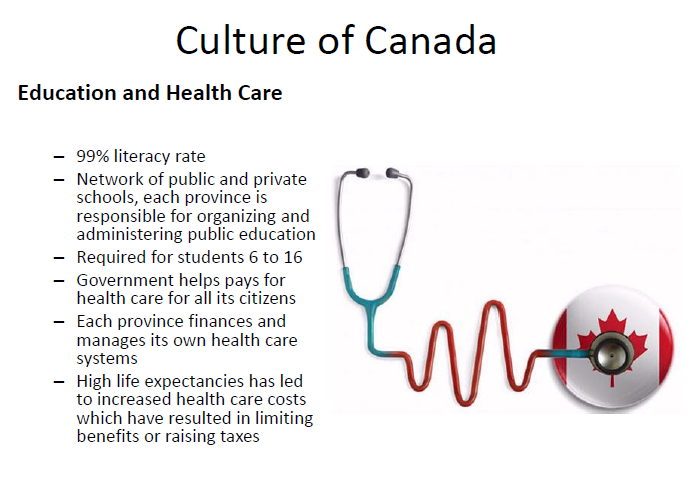 Culture of Canada
Education and Health Care
– 99% literacy rate
– Network of public and private
schools, each province is
responsible for organizing and
administering public education
– Required for students 6 to 16
– Government helps pays for
health care for all its citizens
– Each province finances and
manages its own health care
systems
– High life expectancies has led
to increased health care costs
which have resulted in limiting
benefits or raising taxes